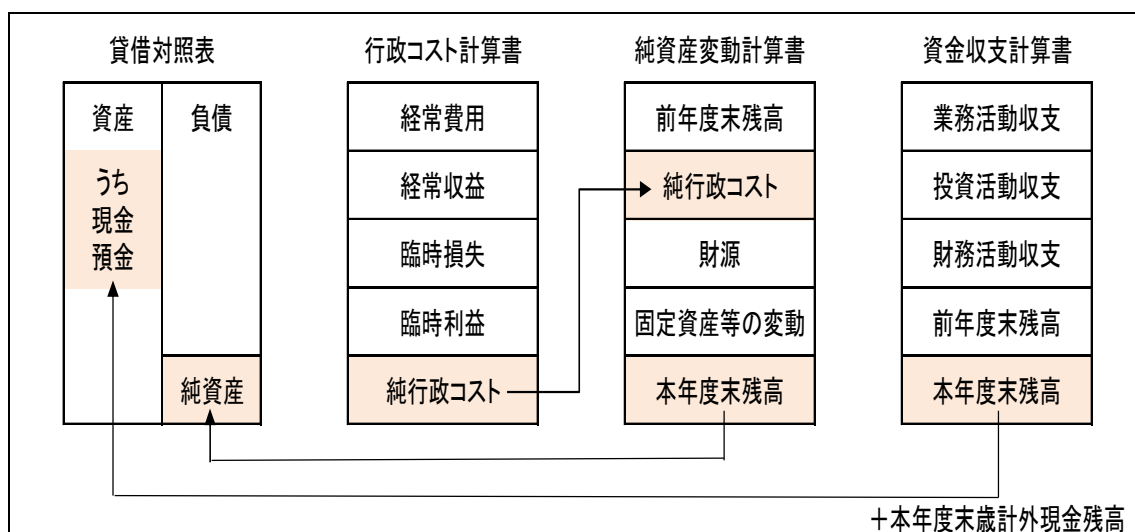 貸借対照表
資産
負債
うち
現金
預金
純資産
行政コスト計算書
経常費用
経常収益
臨時損失
臨時利益
純行政コスト
純資産変動計算書
前年度末残高
純行政コスト
財源
固定資産等の変動
本年度末残高
資金収支計算書
業務活動収支
投資活動収支
財務活動収支
前年度末残高
本年度末残高
＋本年度末歳計外現金残高